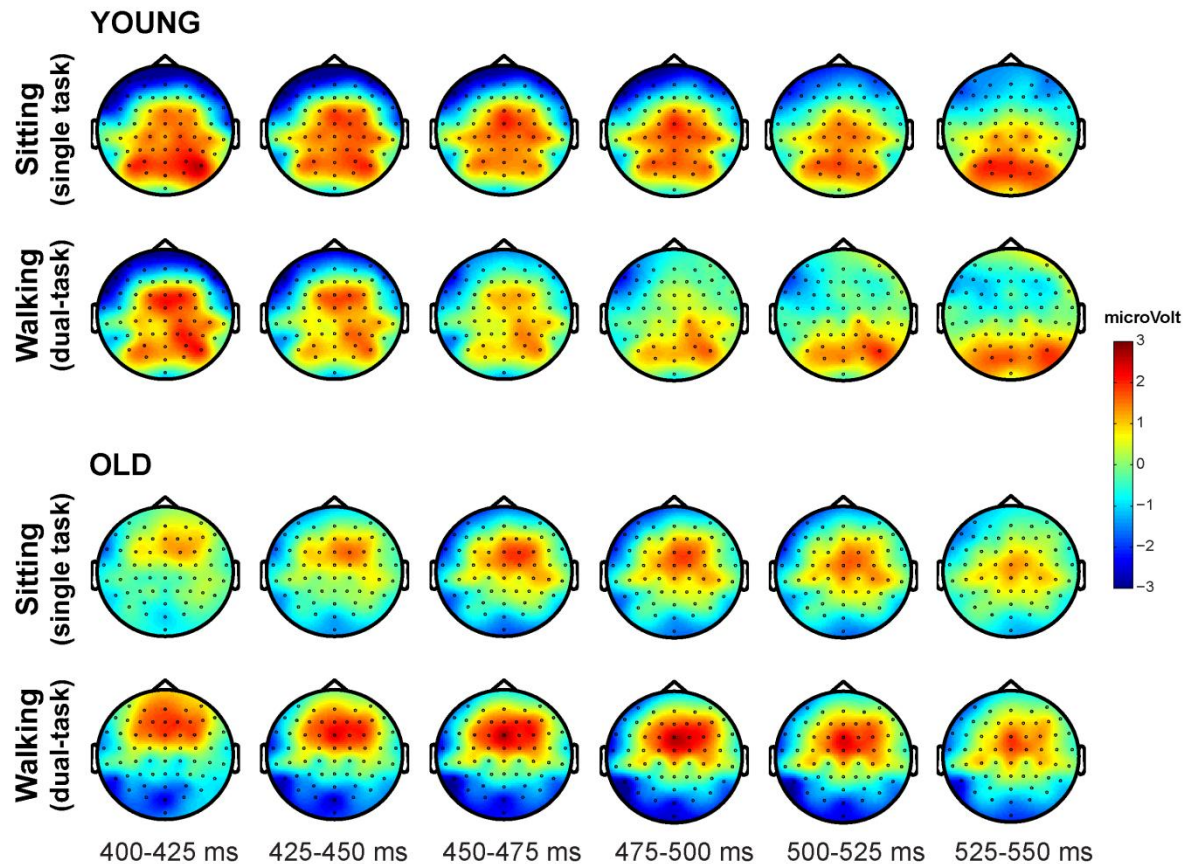 YOUNG
Sitting
(single task)
Walking
(dual-task)
microVolt
3
2
1
0
−1
−2
−3
OLD
Sitting
(single task)
Walking
(dual-task)
400-425 ms
425-450 ms
450-475 ms
475-500 ms
500-525 ms
525-550 ms